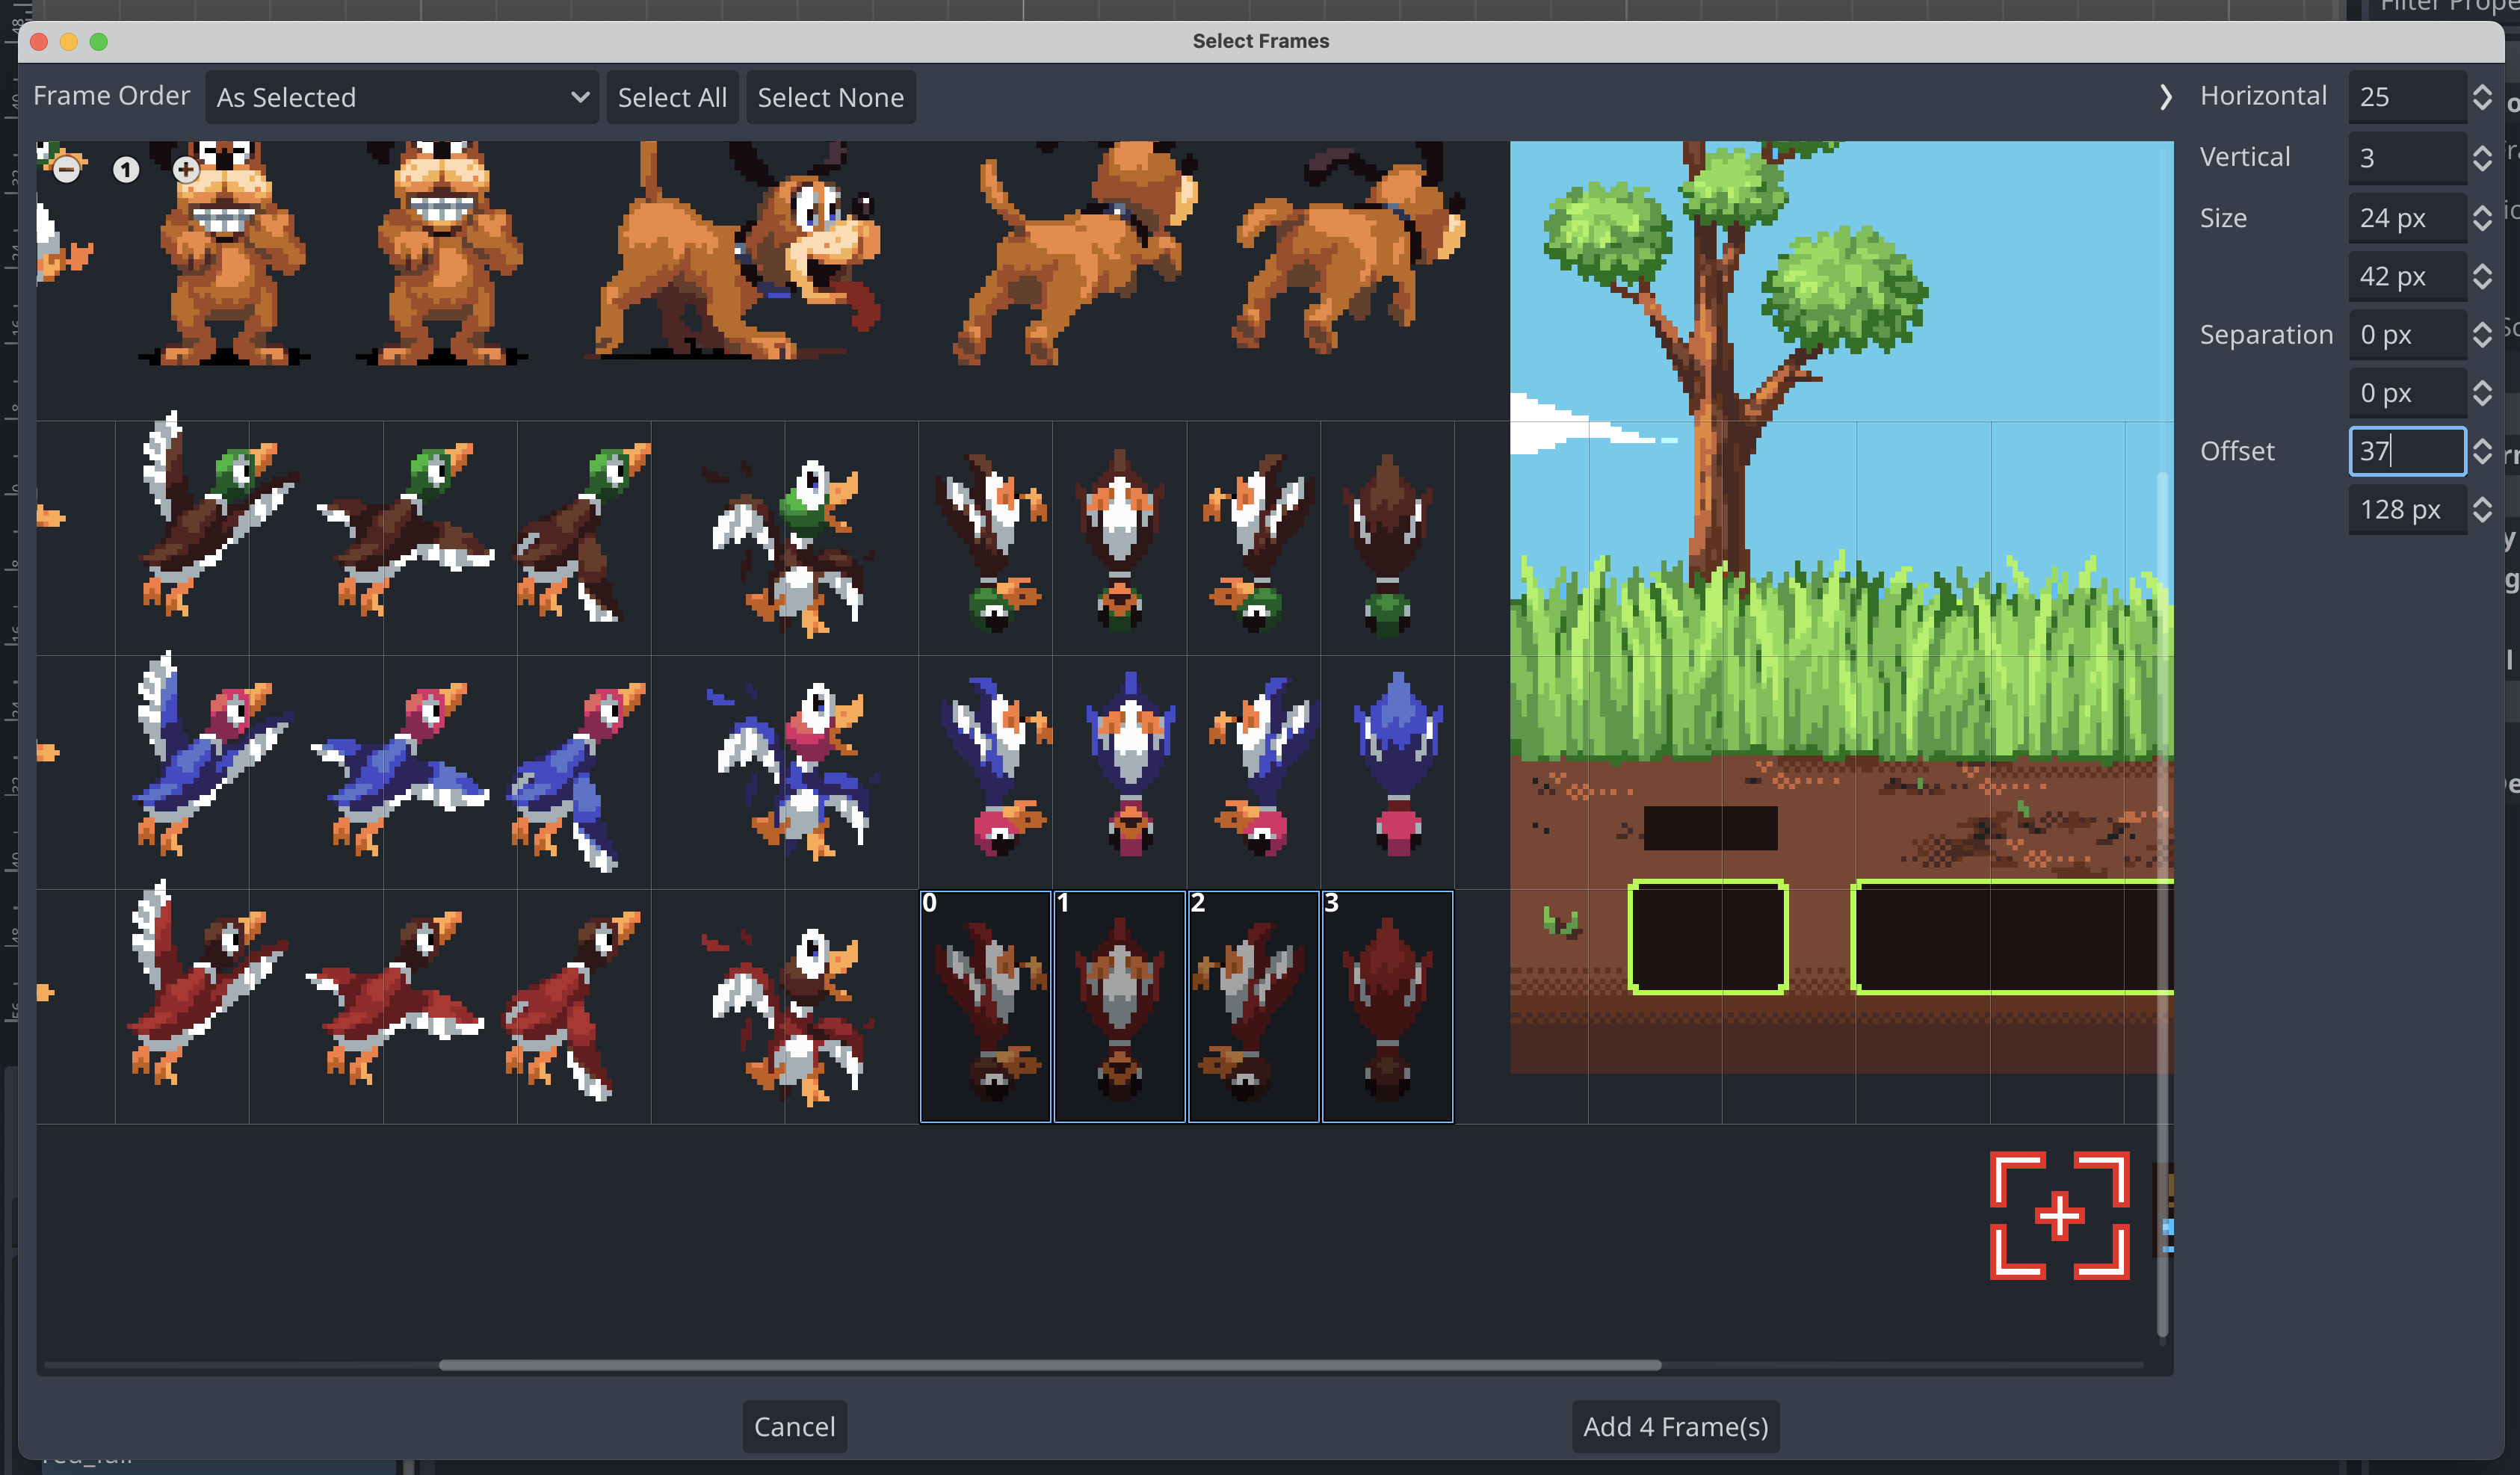 Select Frames
Frame Order As Selected Select All Select None
Horizontal 25
Vertical 3
Size 24 px
42 px
Separation 0 px
0 px
Offset 37
128 px
1
0 1 2 3
Cancel Add 4 Frame(s)